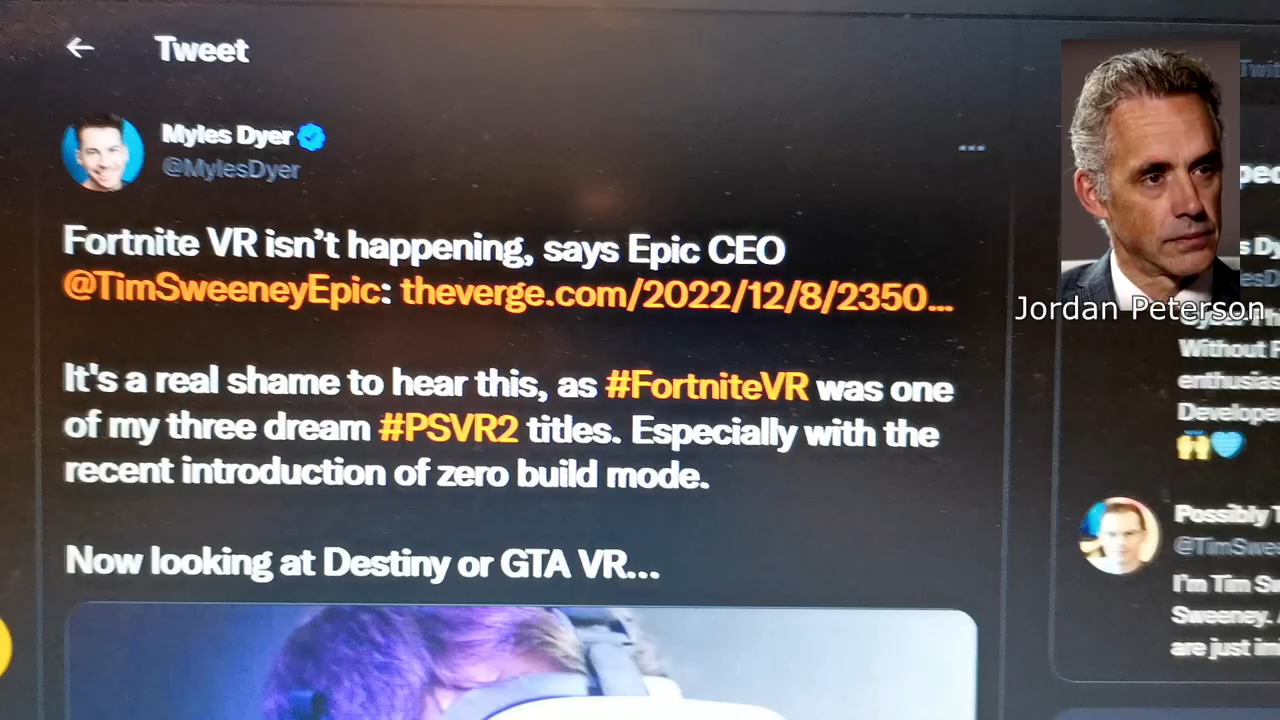 Tweet
Myles Dyer
@MylesDyer
Fortnite VR isn't happening, says Epic CEO
@TimSweeneyEpic: theverge.com/2022/12/8/2350...
It's a real shame to hear this, as #FortniteVR was one
of my three dream #PSVR2 titles. Especially with the
recent introduction of zero build mode.
Now looking at Destiny or GTA VR...
Jordan Peterson
Without
enthusias
Develope
Possibly
@TimSwee
I'm Tim
Sweeney.
are just im